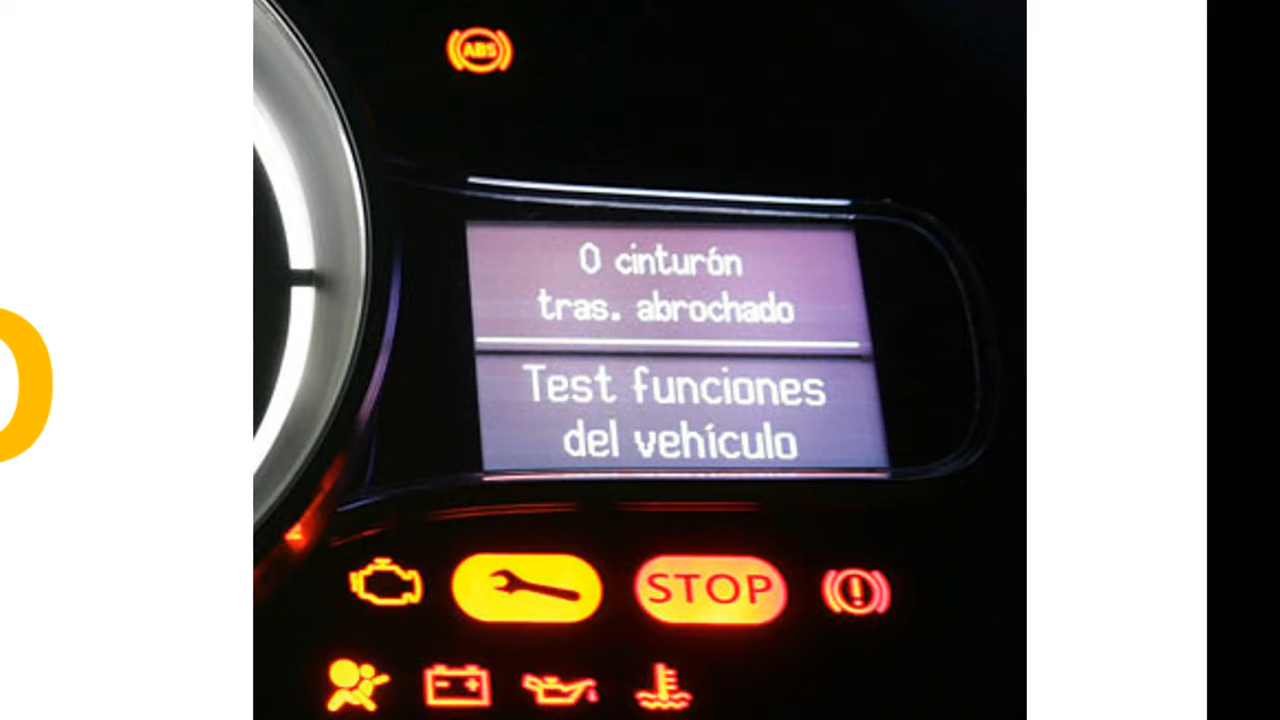 ABS
0 cinturón
tras. abrochado
Test funciones
del vehículo
STOP